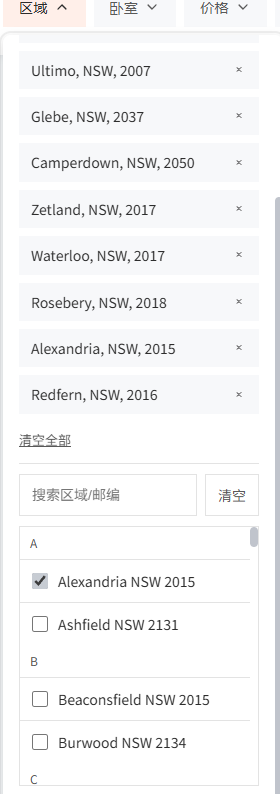 区域
卧室
价格
Ultimo, NSW, 2007 ×
Glebe, NSW, 2037 ×
Camperdown, NSW, 2050 ×
Zetland, NSW, 2017 ×
Waterloo, NSW, 2017 ×
Rosebery, NSW, 2018 ×
Alexandria, NSW, 2015 ×
Redfern, NSW, 2016 ×
清空全部
搜索区域/邮编
清空
A
Alexandria NSW 2015
Ashfield NSW 2131
B
Beaconsfield NSW 2015
Burwood NSW 2134
C